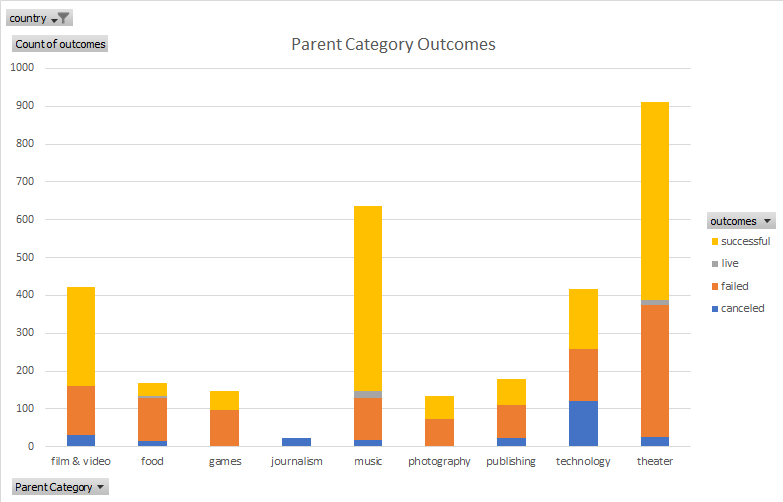 country
Count of outcomes
Parent Category Outcomes
1000
900
800
700
600
500
400
300
200
100
0
film & video food games journalism music photography publishing technology theater
outcomes
successful
live
failed
canceled
Parent Category